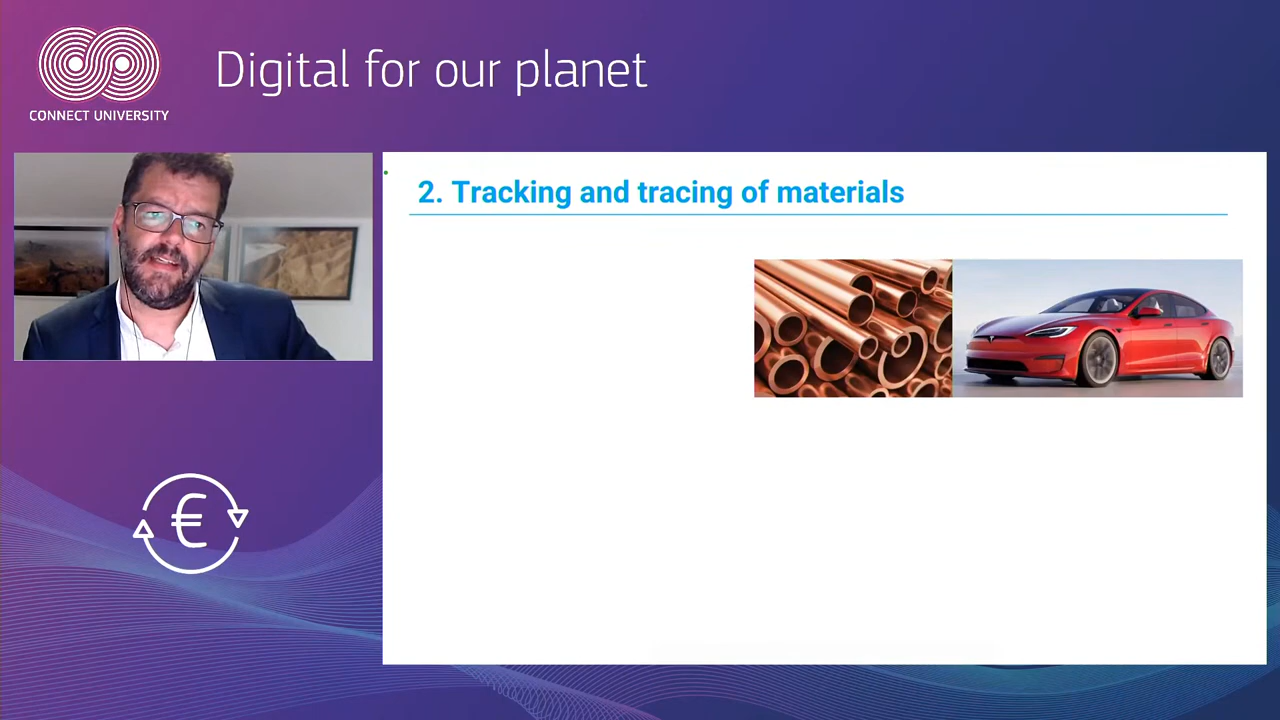 CONNECT UNIVERSITY
Digital for our planet
2. Tracking and tracing of materials
€